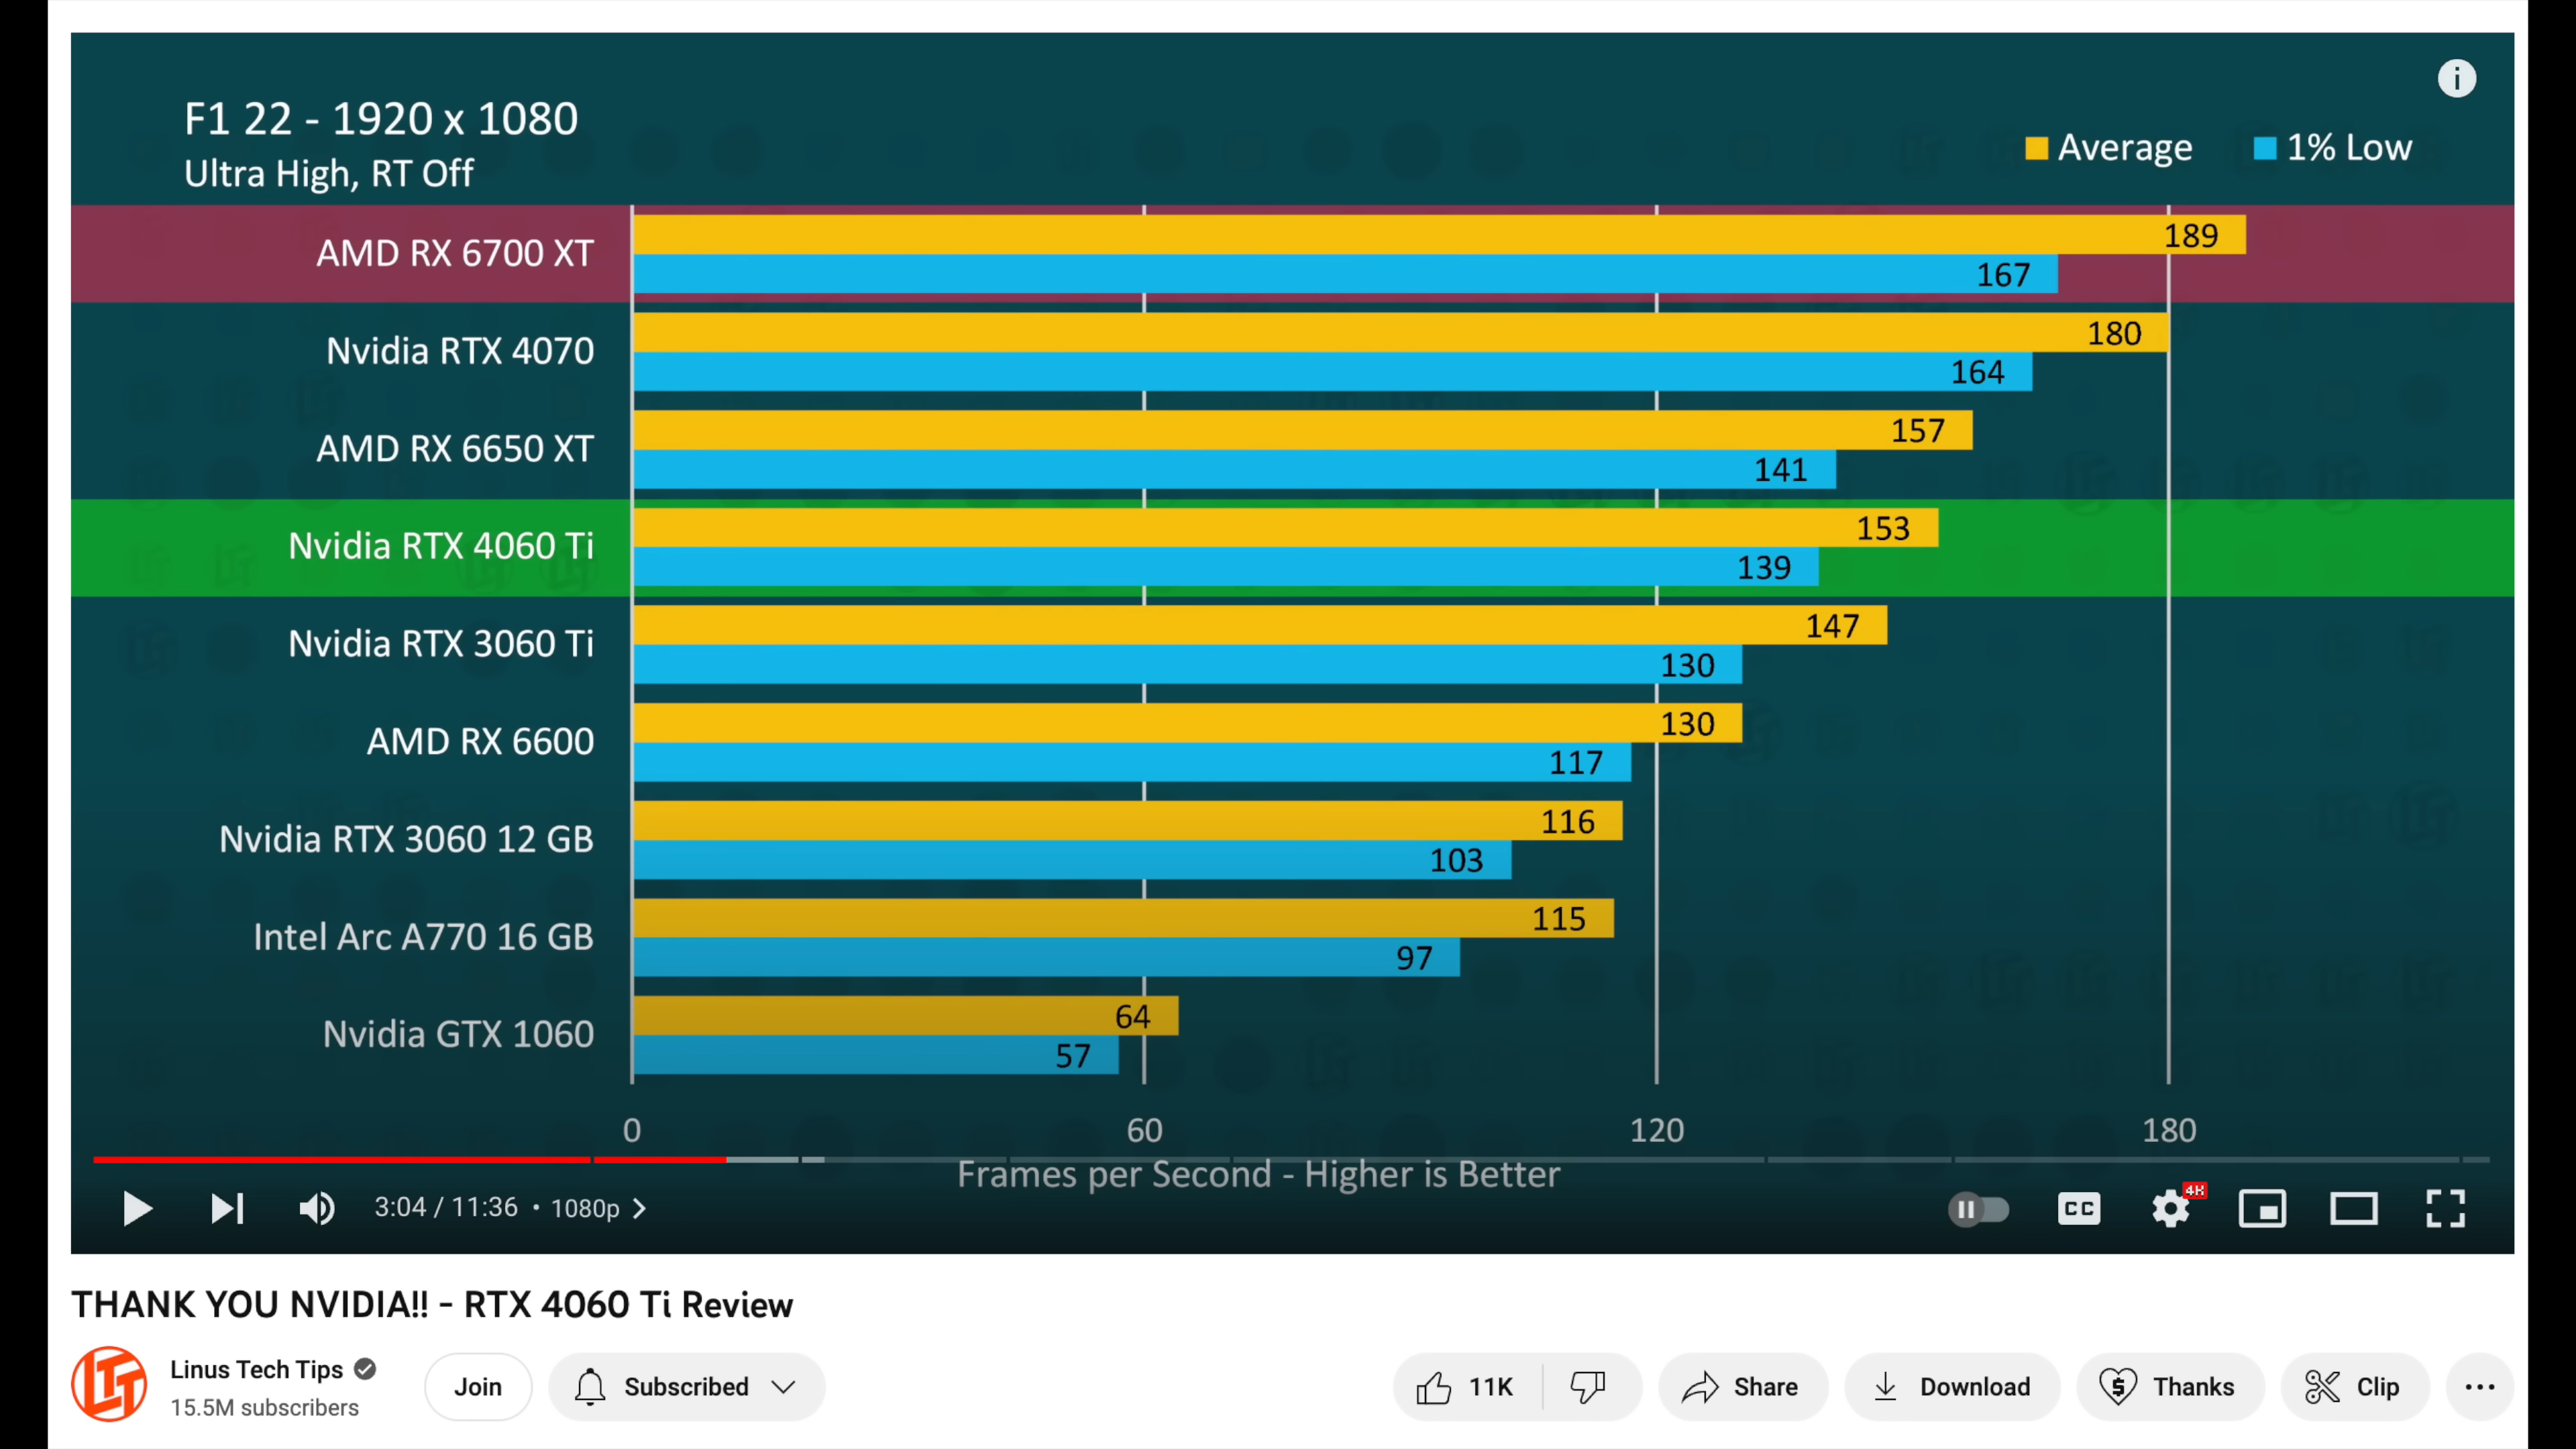 F1 22 - 1920 x 1080
Ultra High, RT Off
Average 1% Low
i
AMD RX 6700 XT
189
167
Nvidia RTX 4070
180
164
AMD RX 6650 XT
157
141
Nvidia RTX 4060 Ti
153
139
Nvidia RTX 3060 Ti
147
130
AMD RX 6600
130
117
Nvidia RTX 3060 12 GB
116
103
Intel Arc A770 16 GB
115
97
Nvidia GTX 1060
64
57
0 60 120 180
Frames per Second - Higher is Better
3:04 / 11:36 • 1080p
CC
4K
THANK YOU NVIDIA!! - RTX 4060 Ti Review
LTT
Linus Tech Tips
15.5M subscribers
Join
Subscribed
11K
Share
Download
$
Thanks
Clip